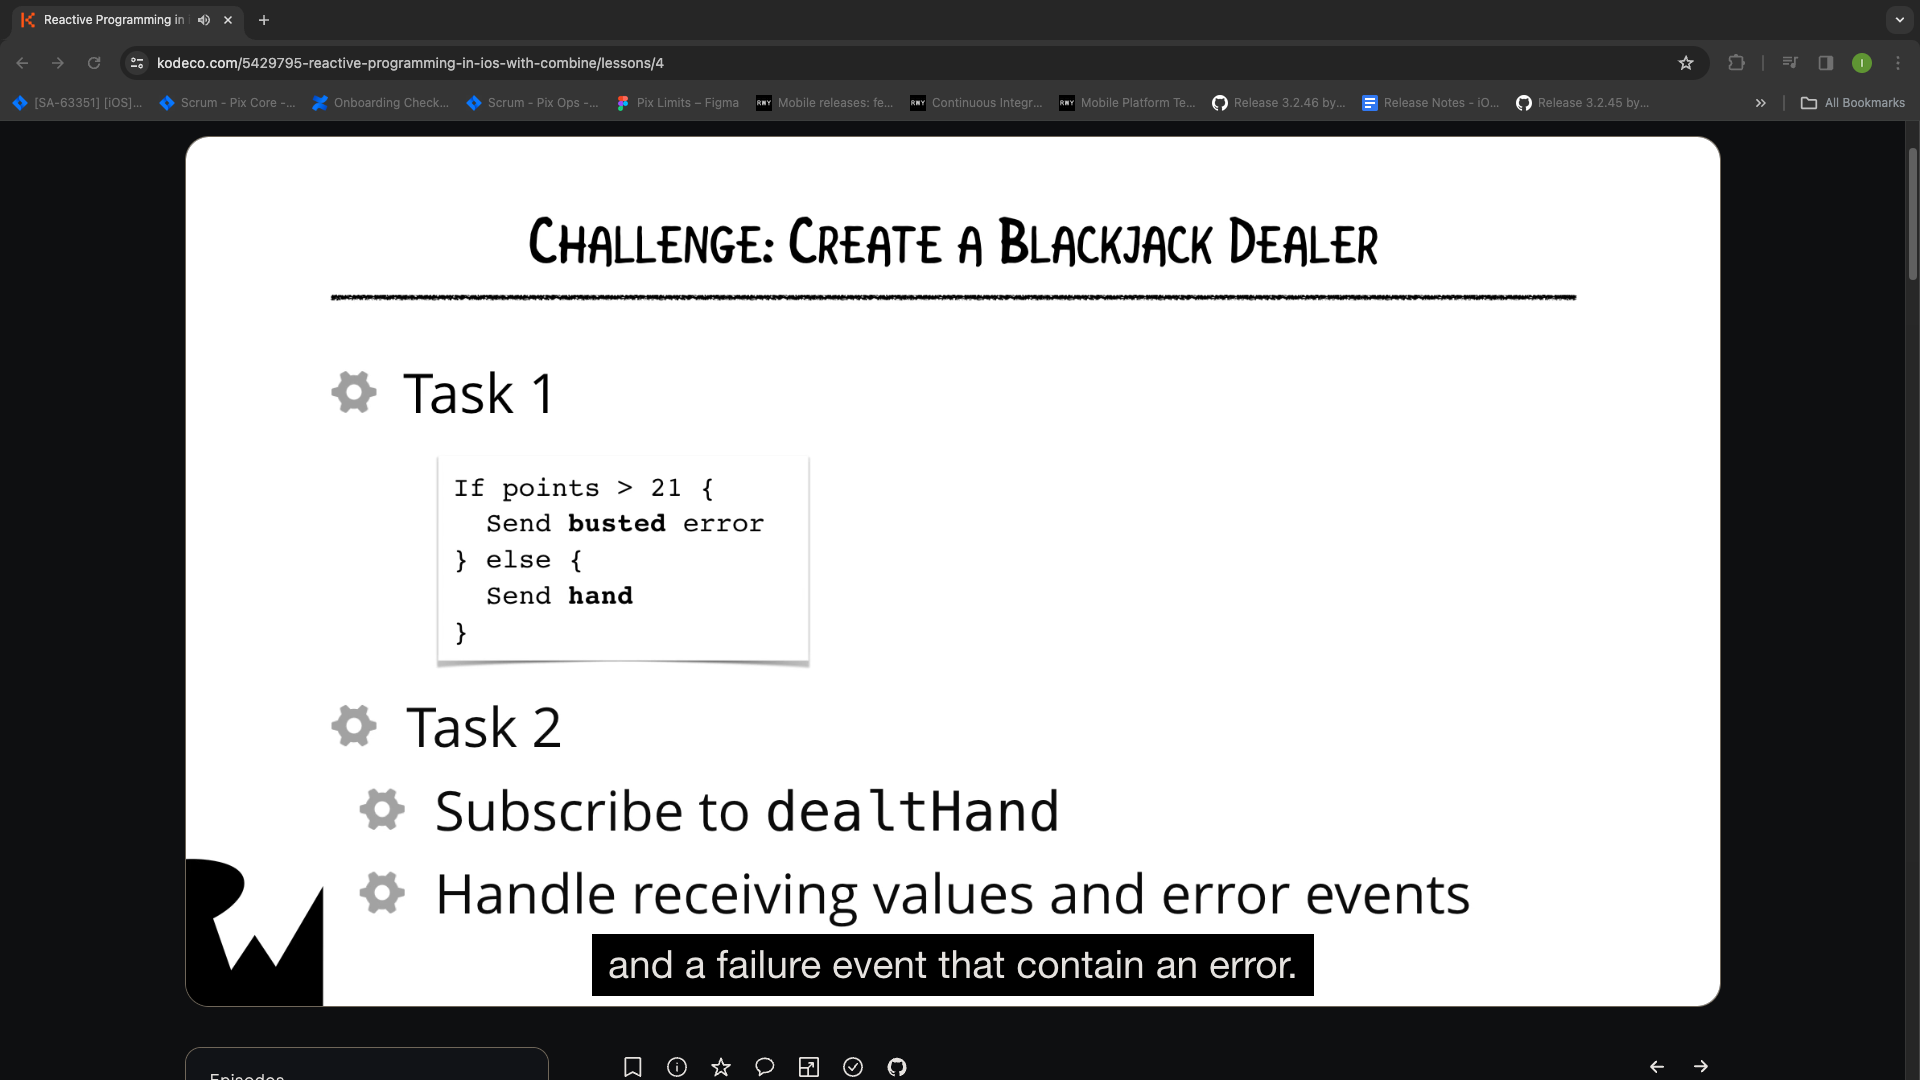 Reactive Programming in
kodeco.com/5429795-reactive-programming-in-ios-with-combine/lessons/4
[SA-63351] [iOS]...
Scrum - Pix Core -...
Onboarding Check...
Scrum - Pix Ops -...
Pix Limits – Figma
RWY
Mobile releases: fe...
RWY
Continuous Integr...
RWY
Mobile Platform Te...
Release 3.2.46 by...
Release Notes - iO...
Release 3.2.45 by...
All Bookmarks
CHALLENGE: CREATE A BLACKJACK DEALER
Task 1
If points > 21 {
Send busted error
} else {
Send hand
}
Task 2
Subscribe to dealtHand
Handle receiving values and error events
and a failure event that contain an error.
Episodes